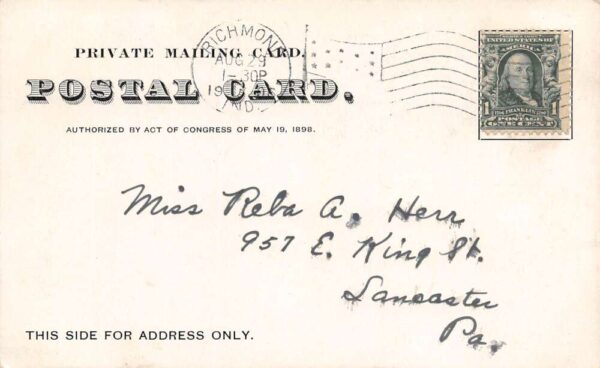 RICHMOND
AUG 29
1-30P
IND.
PRIVATE MAILING CARD.
POSTAL CARD.
AUTHORIZED BY ACT OF CONGRESS OF MAY 19, 1898.
UNITED STATES OF
AMERICA
1 FRANKLIN 1
POSTAGE
ONE CENT
Miss Reba A. Herr
957 E. King St.
Lancaster
Pa.
THIS SIDE FOR ADDRESS ONLY.